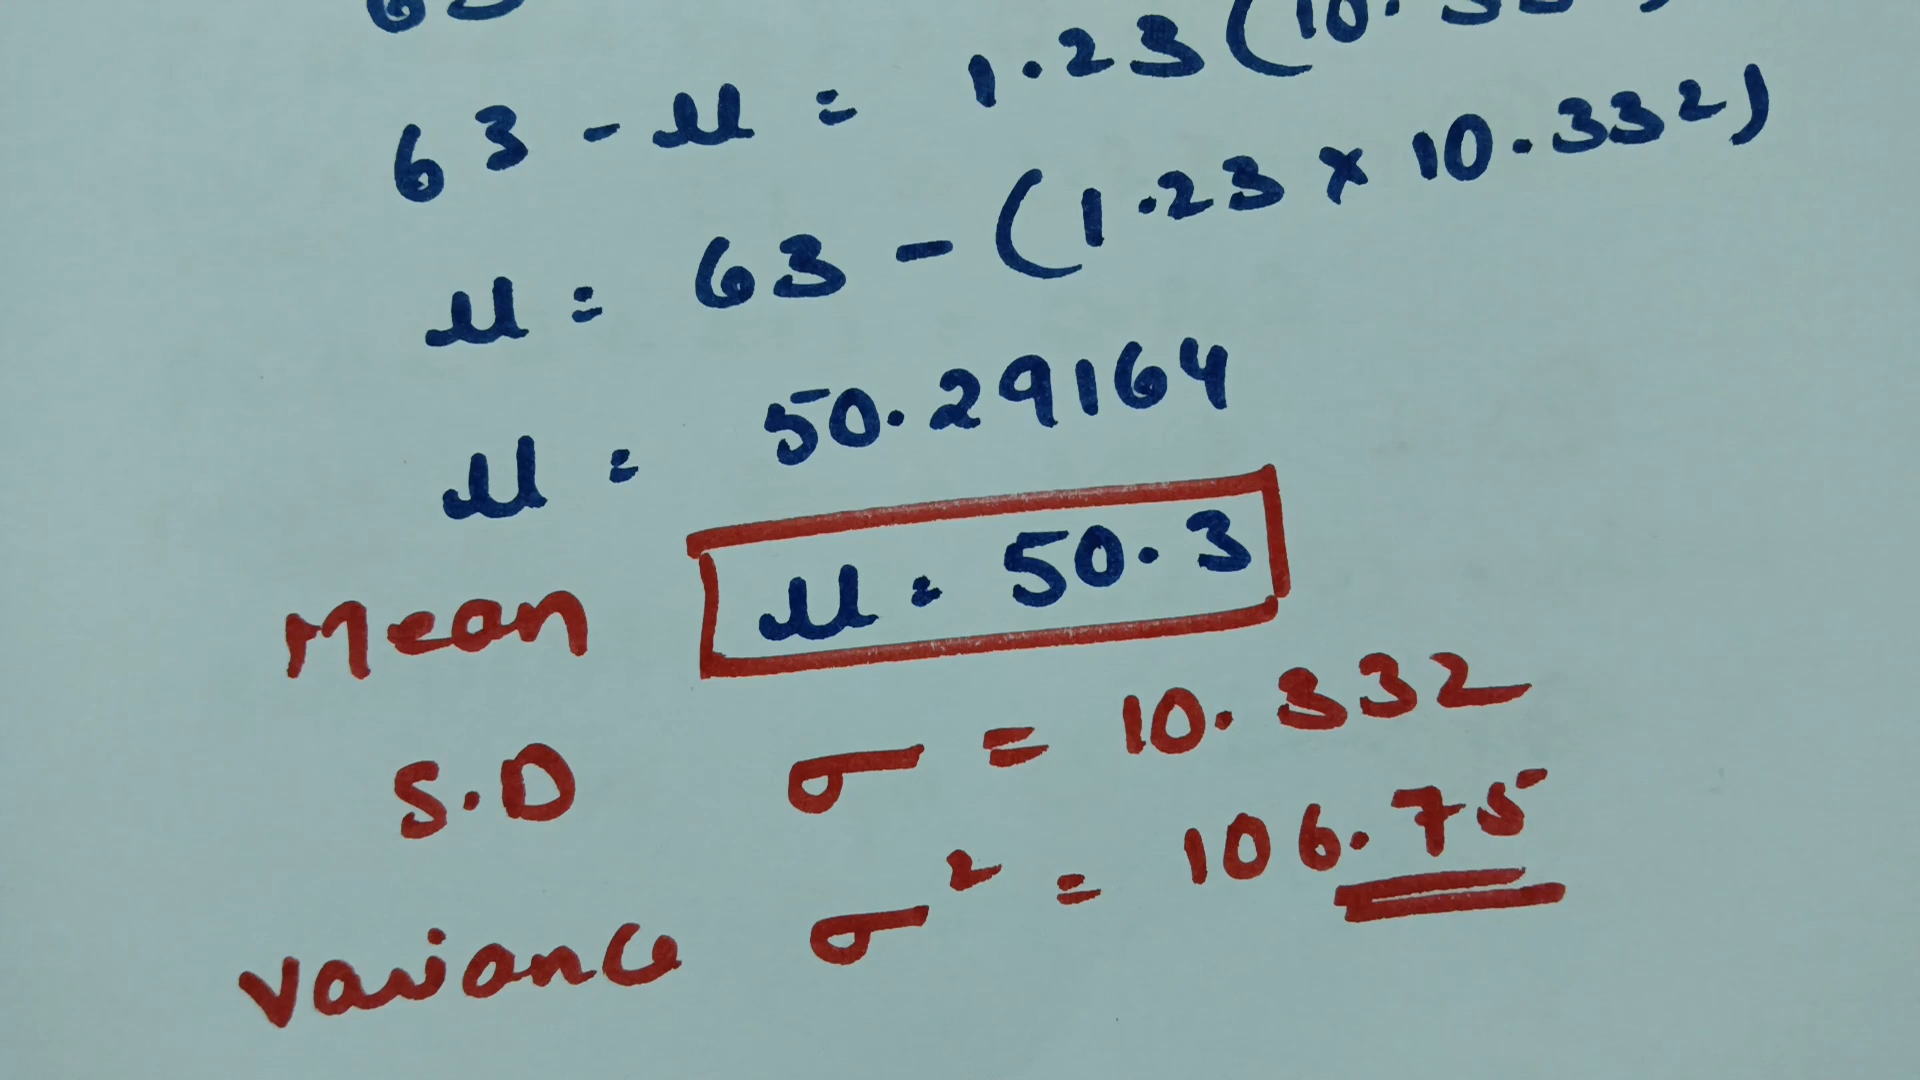 63 - μ = 1.23(10.33
μ = 63 - (1.23 × 10.332)
μ = 50.29164
Mean μ = 50.3
S.D σ = 10.332
Variance σ² = 106.75